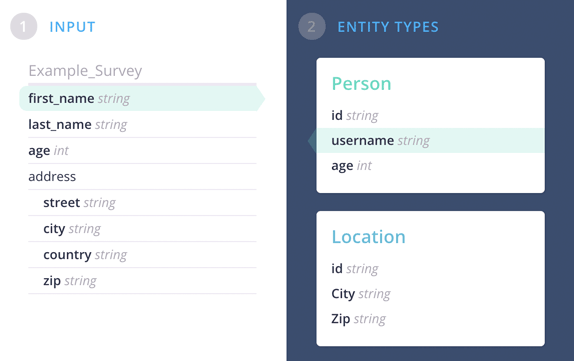 1 INPUT
Example_Survey
first_name string
last_name string
age int
address
street string
city string
country string
zip string
2 ENTITY TYPES
Person
id string
username string
age int
Location
id string
City string
Zip string